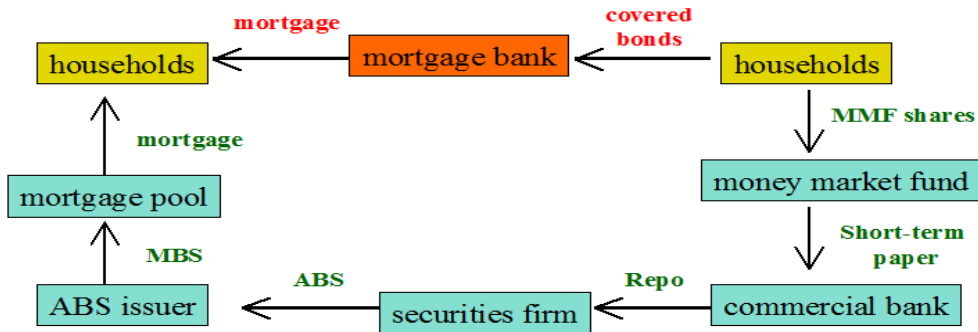 mortgage
covered
bonds
households
mortgage bank
households
MMF shares
mortgage
mortgage pool
money market fund
MBS
Short-term
paper
ABS
Repo
ABS issuer
securities firm
commercial bank